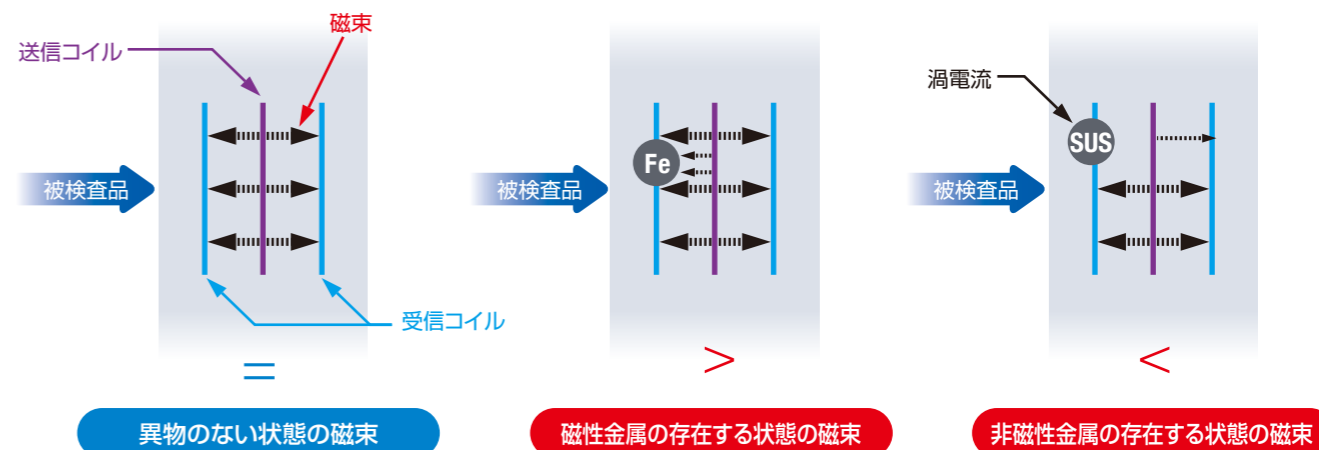 磁束
送信コイル
被検査品
受信コイル
=
異物のない状態の磁束
Fe
被検査品
>
磁性金属の存在する状態の磁束
渦電流
SUS
被検査品
<
非磁性金属の存在する状態の磁束